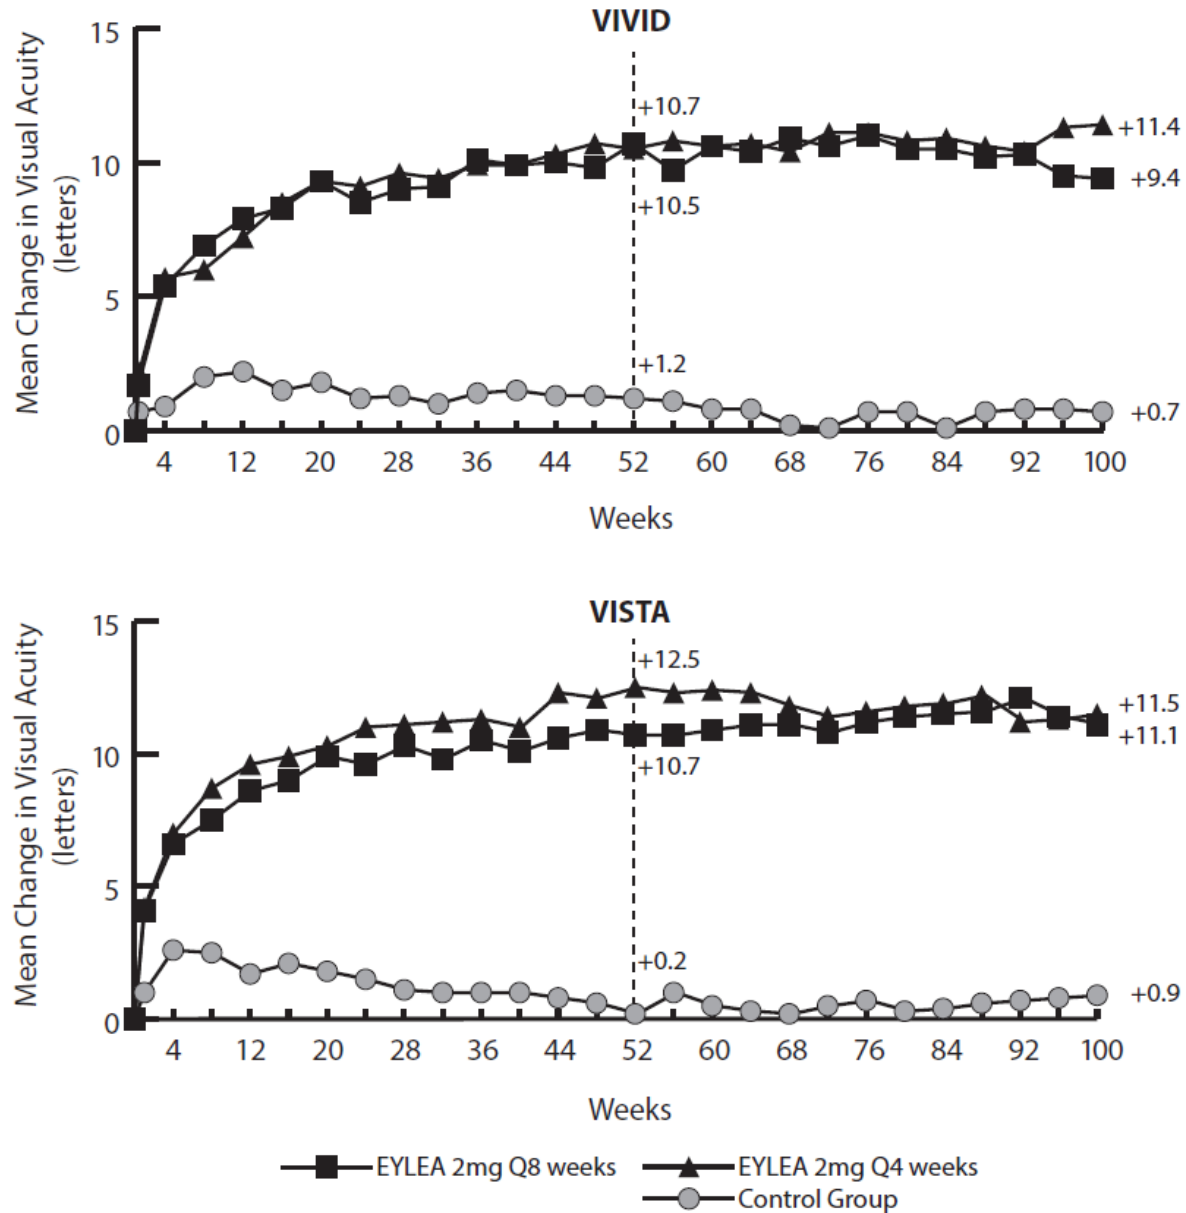 VIVID
Mean Change in Visual Acuity
(letters)
15
10
5
0
+10.7
+10.5
+1.2
+11.4
+9.4
+0.7
4 12 20 28 36 44 52 60 68 76 84 92 100
Weeks
VISTA
Mean Change in Visual Acuity
(letters)
15
10
5
0
+12.5
+10.7
+0.2
+11.5
+11.1
+0.9
4 12 20 28 36 44 52 60 68 76 84 92 100
Weeks
EYLEA 2mg Q8 weeks EYLEA 2mg Q4 weeks
Control Group